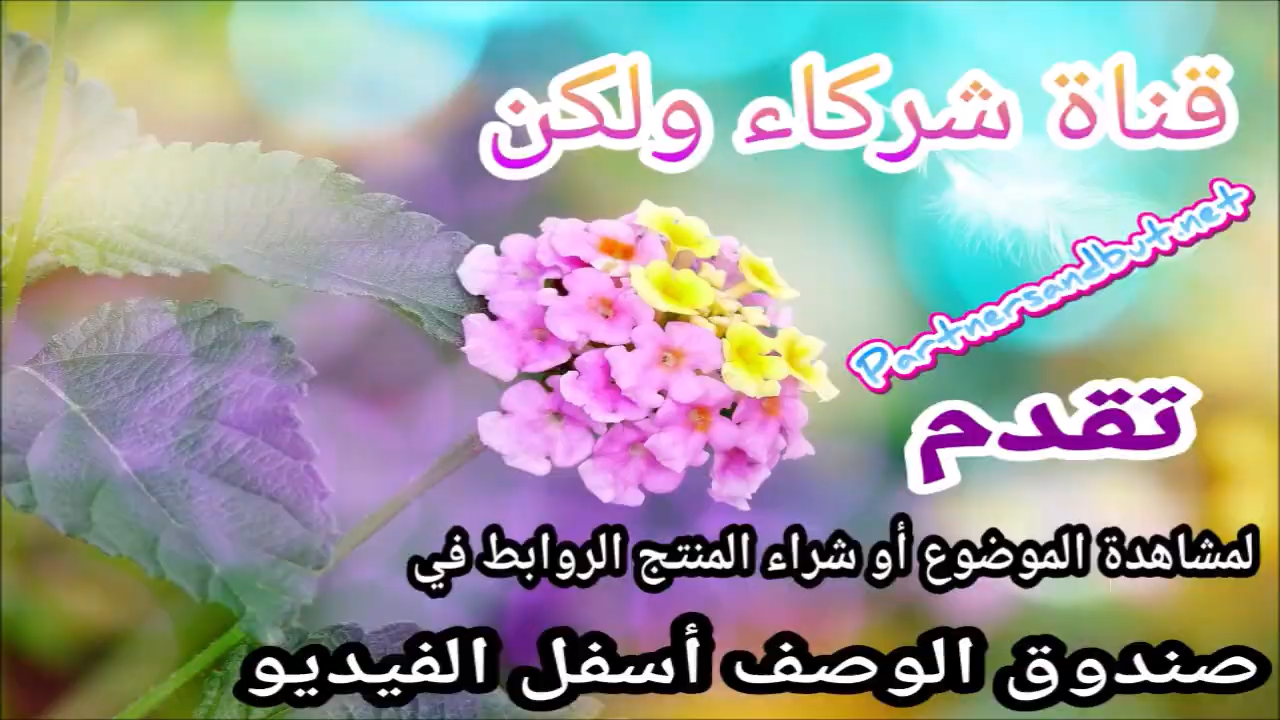 قناة شركاء ولكن
Partnersandbut.net
تقدم
لمشاهدة الموضوع أو شراء المنتج الروابط في
صندوق الوصف أسفل الفيديو